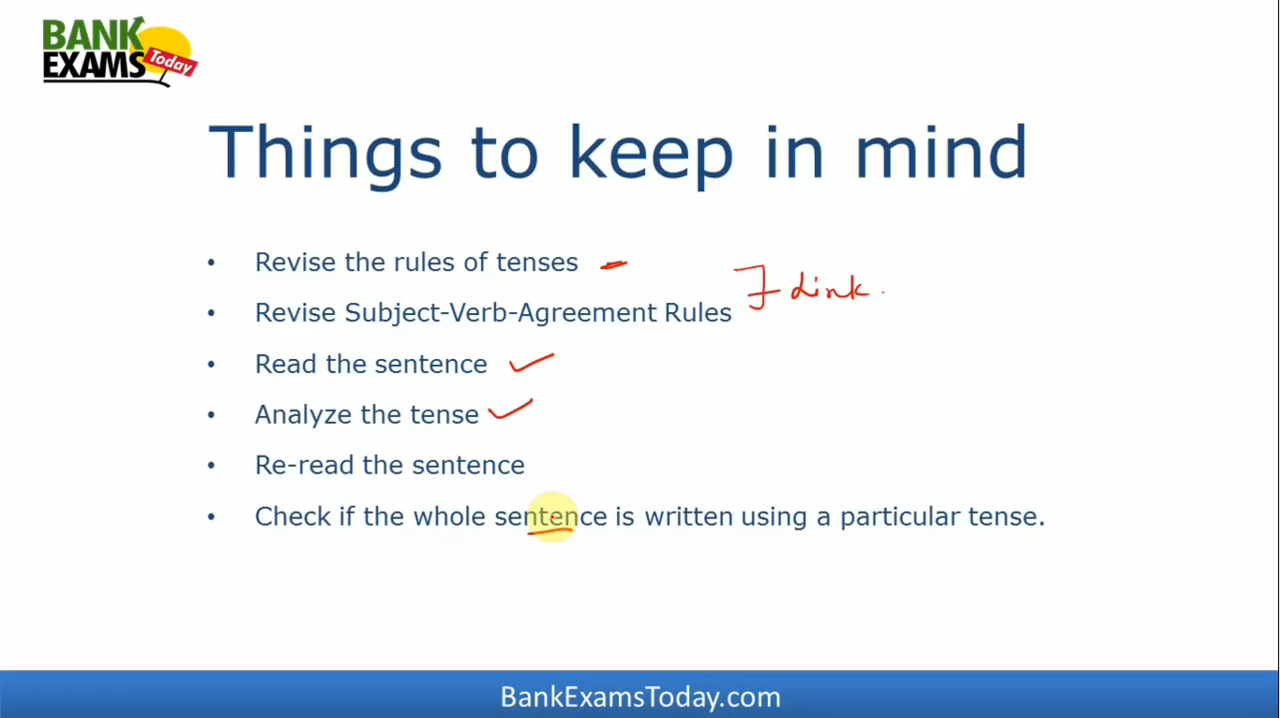 BANK
EXAMS Today
Things to keep in mind
• Revise the rules of tenses
• Revise Subject-Verb-Agreement Rules
link.
• Read the sentence
• Analyze the tense
• Re-read the sentence
• Check if the whole sentence is written using a particular tense.
BankExamsToday.com